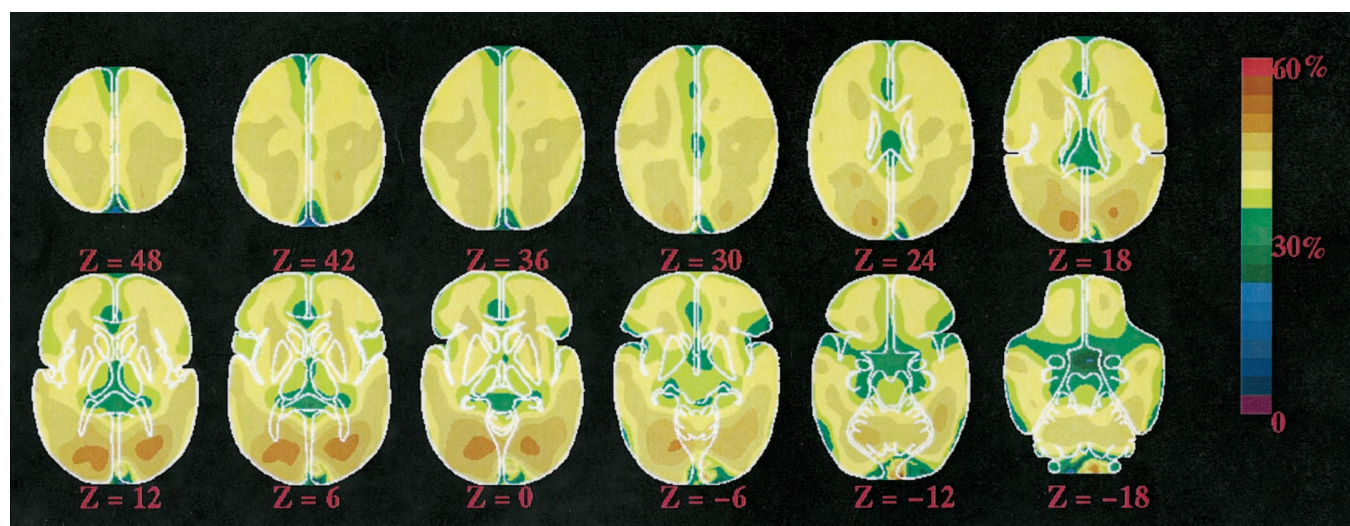 60%
Z = 48 Z = 42 Z = 36 Z = 30 Z = 24 Z = 18
30%
0
Z = 12 Z = 6 Z = 0 Z = −6 Z = −12 Z = −18